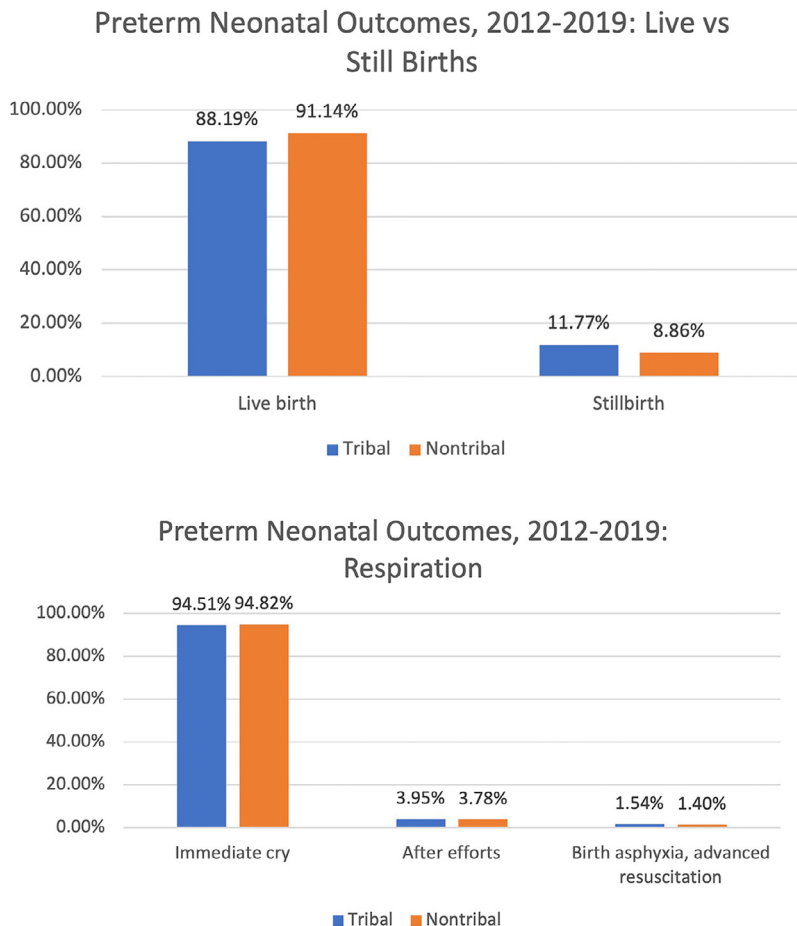 Preterm Neonatal Outcomes, 2012-2019: Live vs
Still Births
100.00%
80.00%
60.00%
40.00%
20.00%
0.00%
88.19%
91.14%
11.77%
8.86%
Live birth
Stillbirth
Tribal
Nontribal
Preterm Neonatal Outcomes, 2012-2019:
Respiration
100.00%
80.00%
60.00%
40.00%
20.00%
0.00%
94.51%
94.82%
3.95%
3.78%
1.54%
1.40%
Immediate cry
After efforts
Birth asphyxia, advanced
resuscitation
Tribal
Nontribal